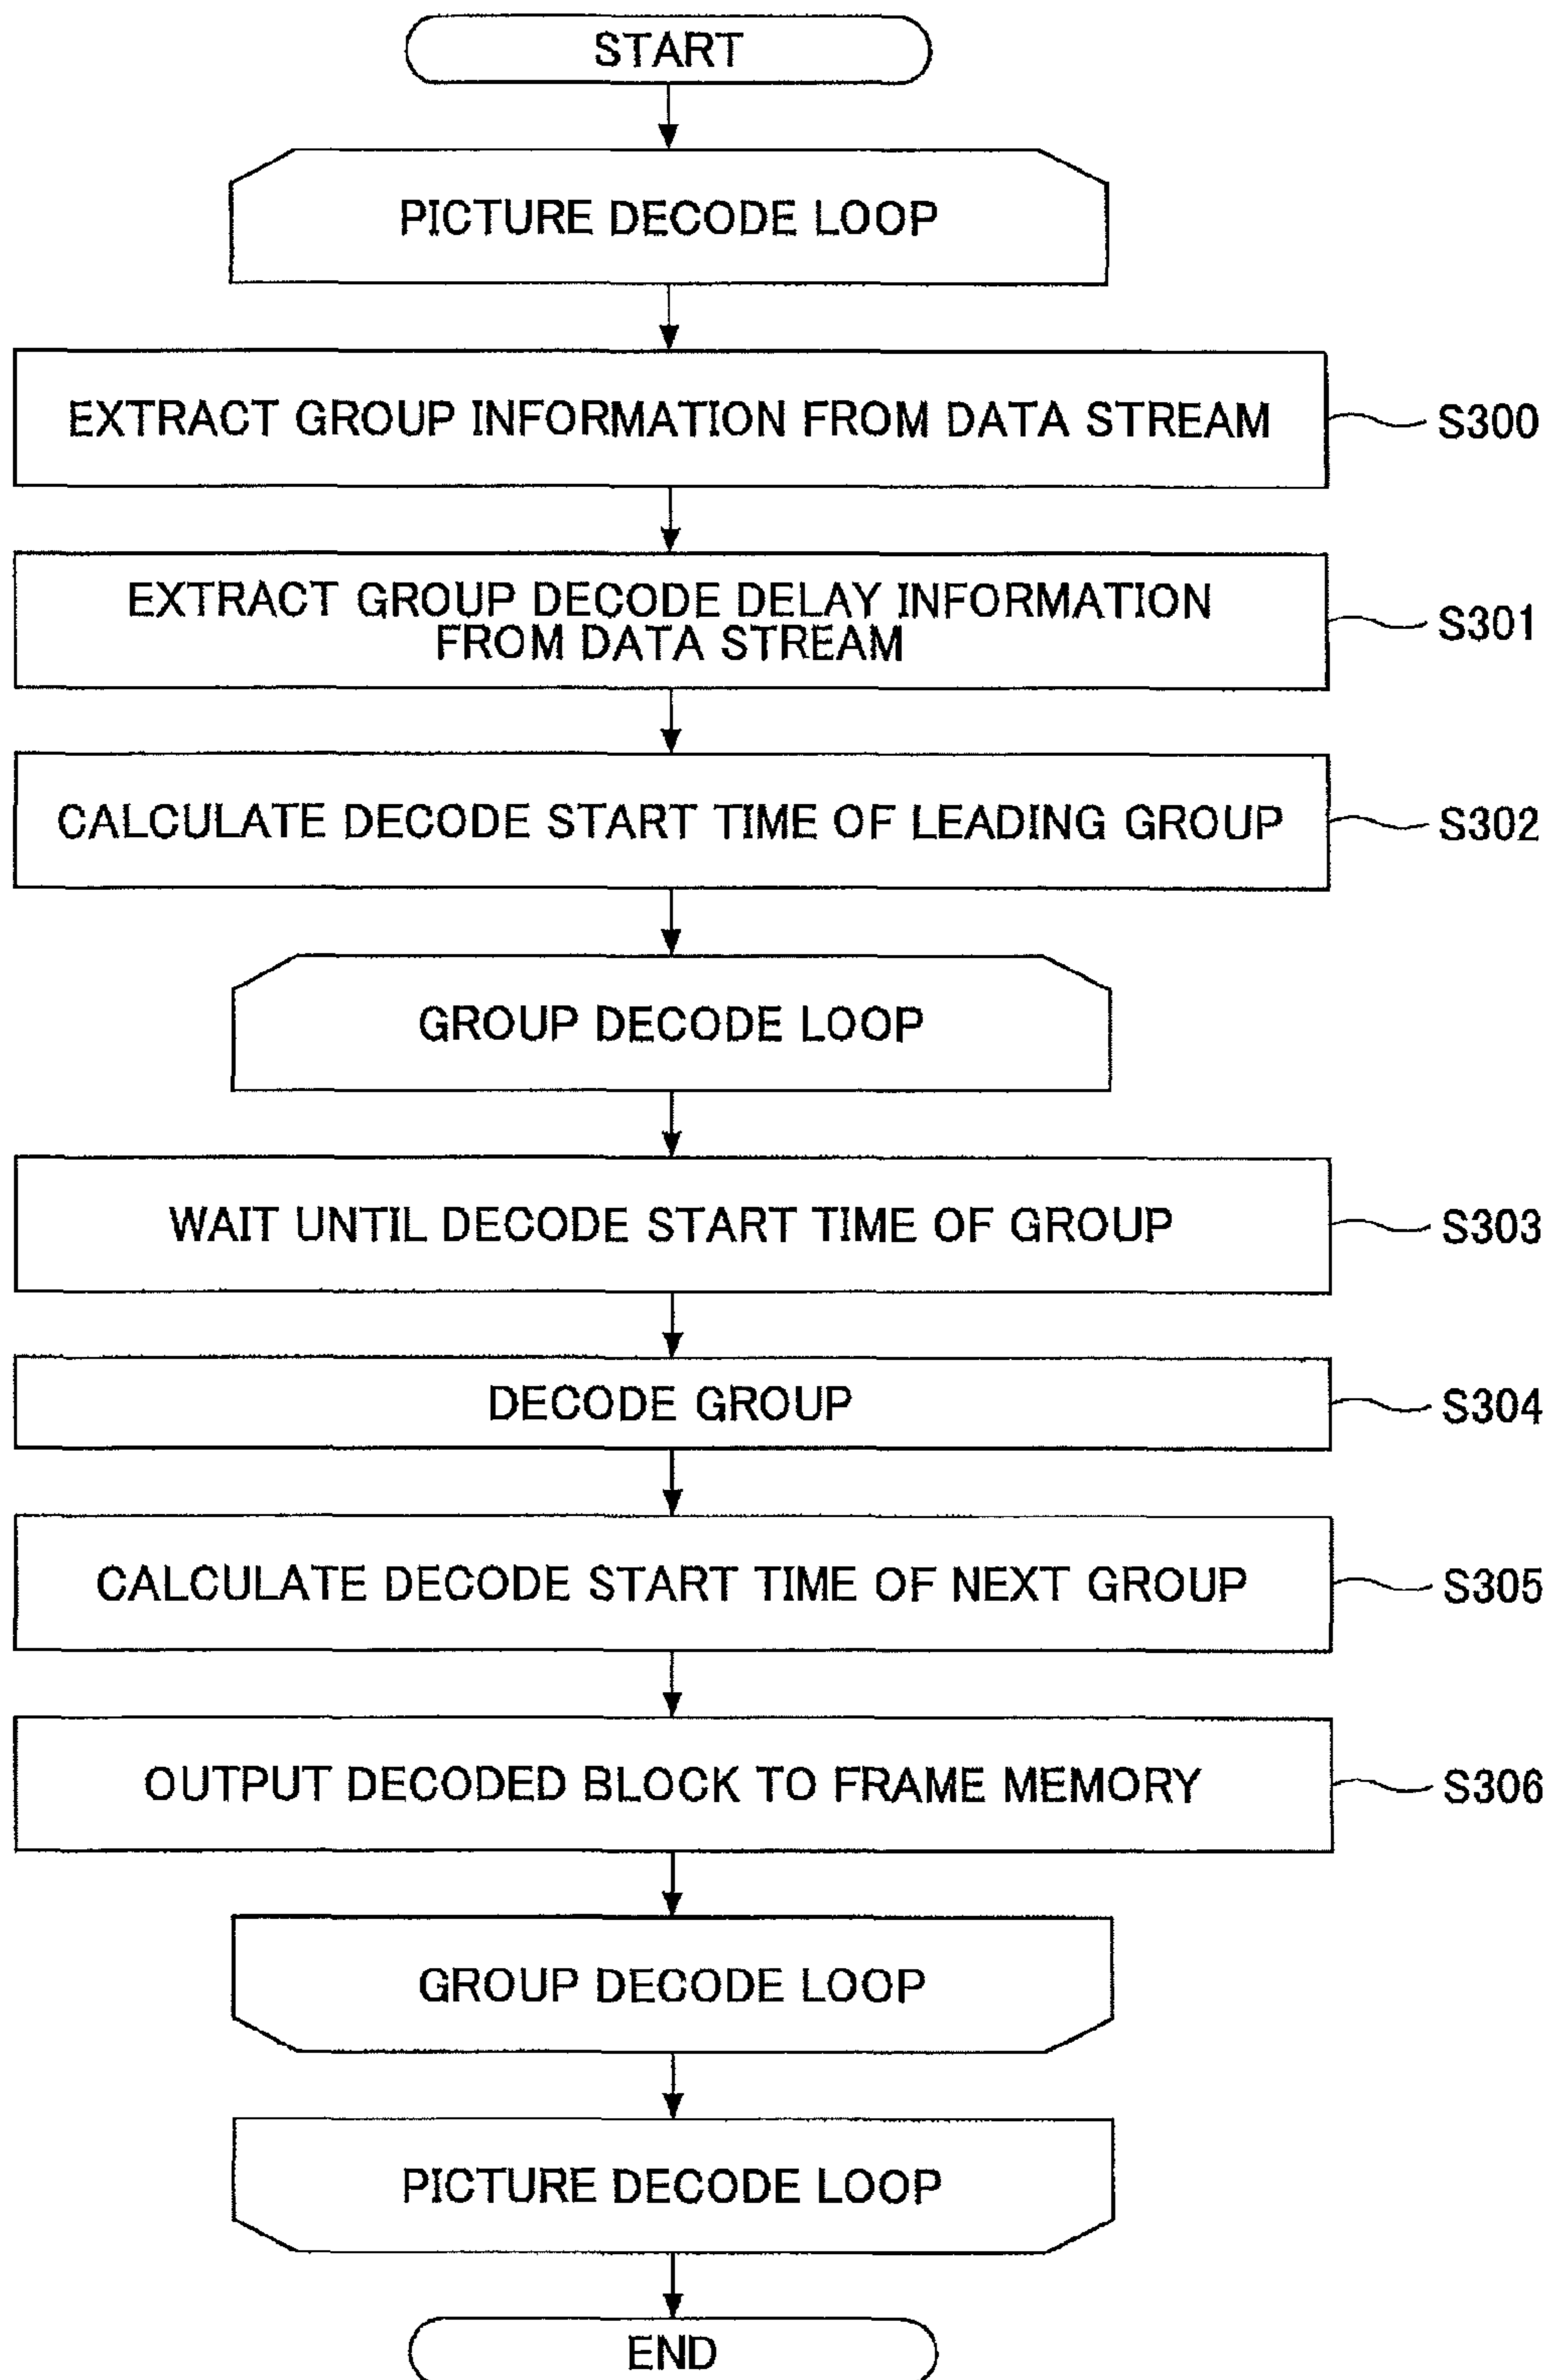 START
PICTURE DECODE LOOP
EXTRACT GROUP INFORMATION FROM DATA STREAM
S300
EXTRACT GROUP DECODE DELAY INFORMATION
FROM DATA STREAM
S301
CALCULATE DECODE START TIME OF LEADING GROUP
S302
GROUP DECODE LOOP
WAIT UNTIL DECODE START TIME OF GROUP
S303
DECODE GROUP
S304
CALCULATE DECODE START TIME OF NEXT GROUP
S305
OUTPUT DECODED BLOCK TO FRAME MEMORY
S306
GROUP DECODE LOOP
PICTURE DECODE LOOP
END